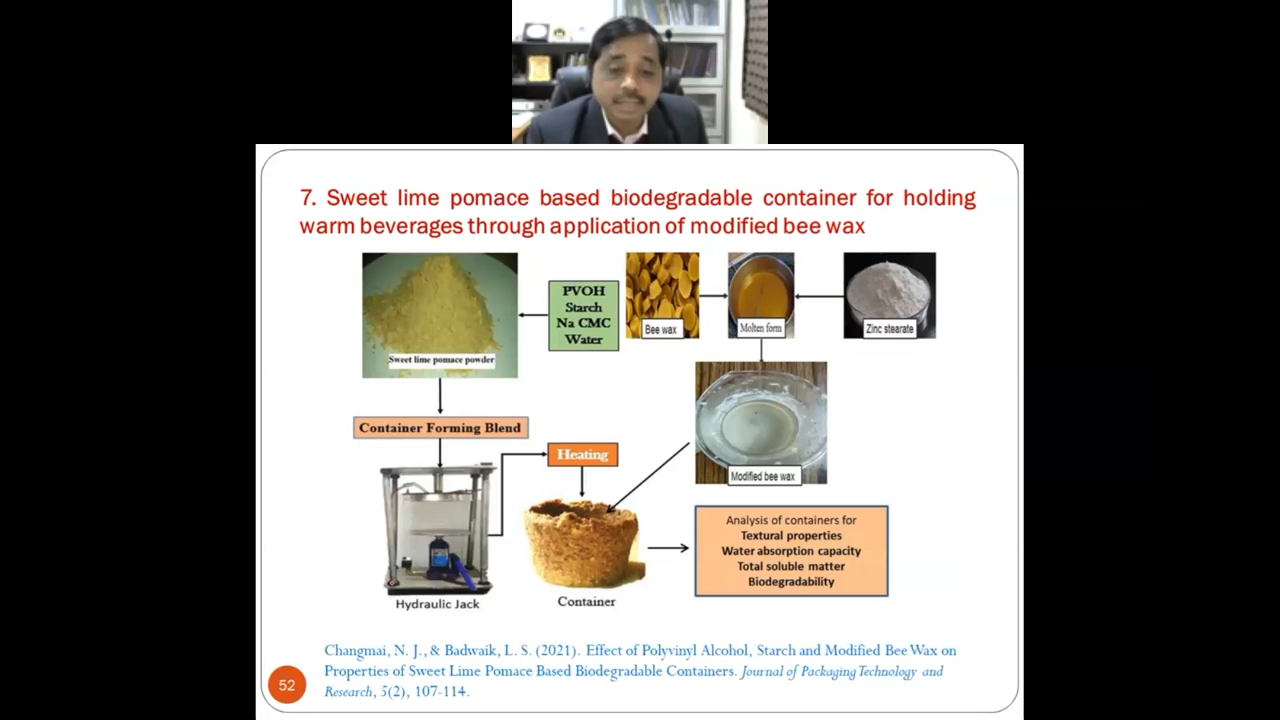 7. Sweet lime pomace based biodegradable container for holding
warm beverages through application of modified bee wax
PVOH
Starch
Na CMC
Water
Bee wax
Molten form
Zinc stearate
Sweet lime pomace powder
Container Forming Blend
Heating
Modified bee wax
Analysis of containers for
Textural properties
Water absorption capacity
Total soluble matter
Biodegradability
Hydraulic Jack
Container
Changmai, N. J., & Badwaik, L. S. (2021). Effect of Polyvinyl Alcohol, Starch and Modified Bee Wax on
Properties of Sweet Lime Pomace Based Biodegradable Containers. Journal of Packaging Technology and
Research, 5(2), 107-114.
52